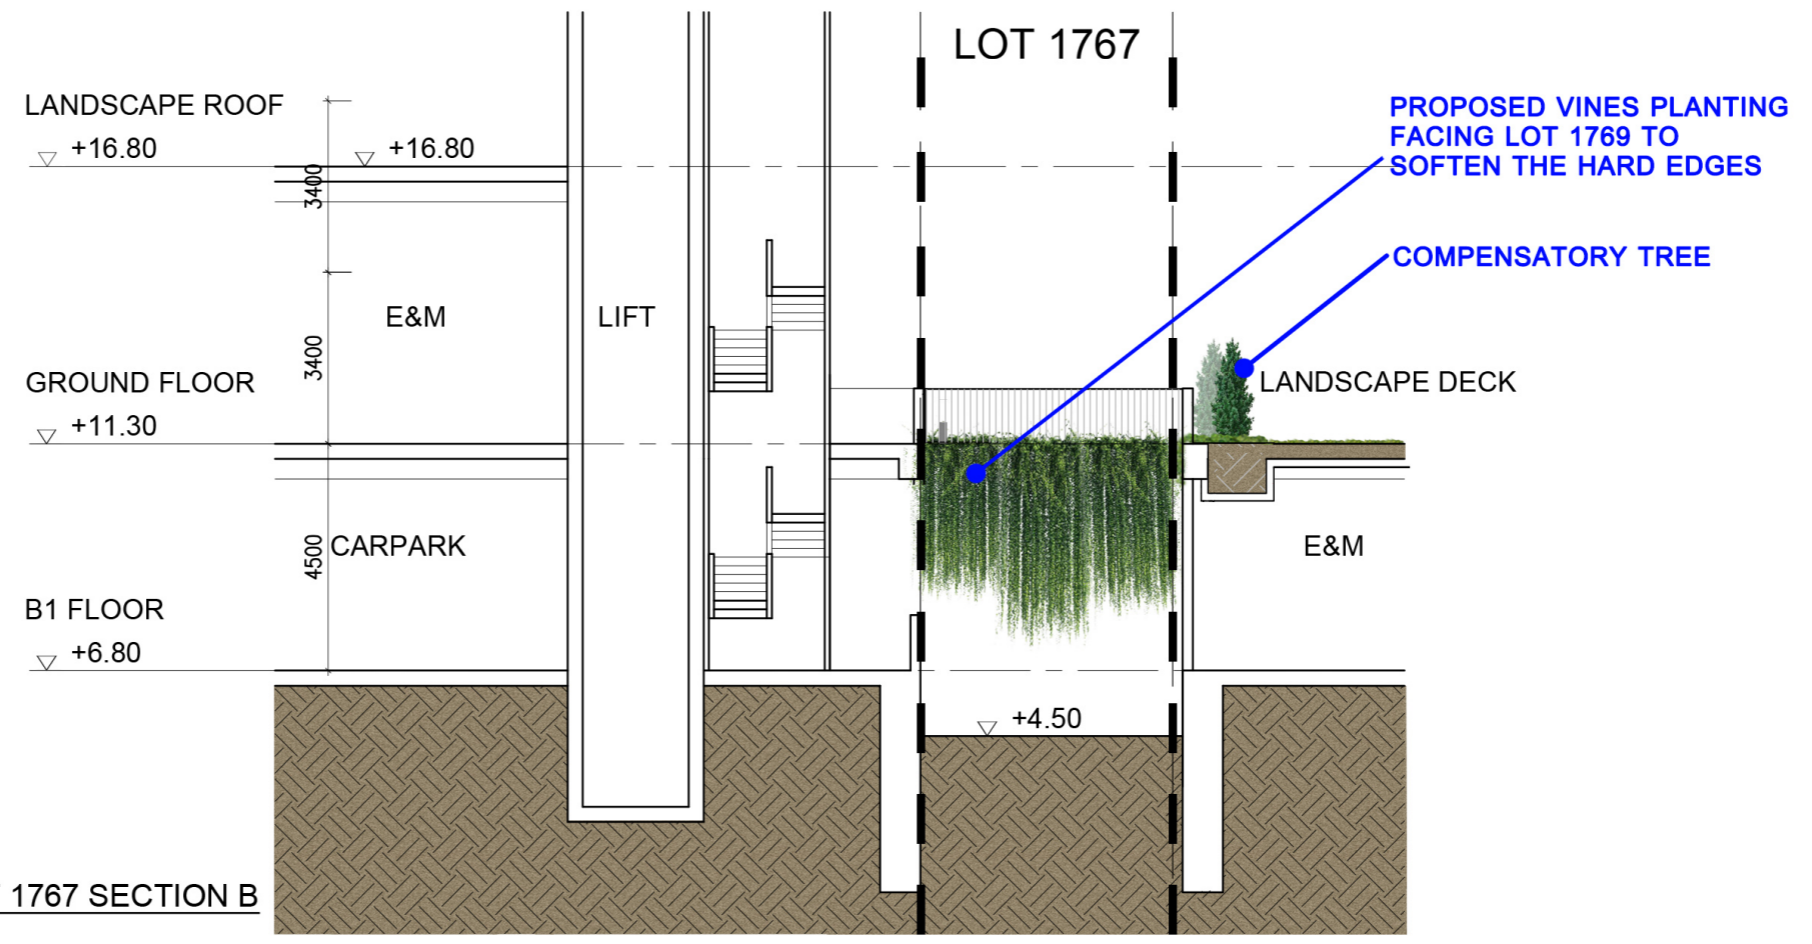 LOT 1767
LANDSCAPE ROOF
+16.80
+16.80
PROPOSED VINES PLANTING
FACING LOT 1769 TO
SOFTEN THE HARD EDGES
3400
COMPENSATORY TREE
E&M
LIFT
3400
GROUND FLOOR
+11.30
LANDSCAPE DECK
4500
CARPARK
E&M
B1 FLOOR
+6.80
+4.50
1767 SECTION B